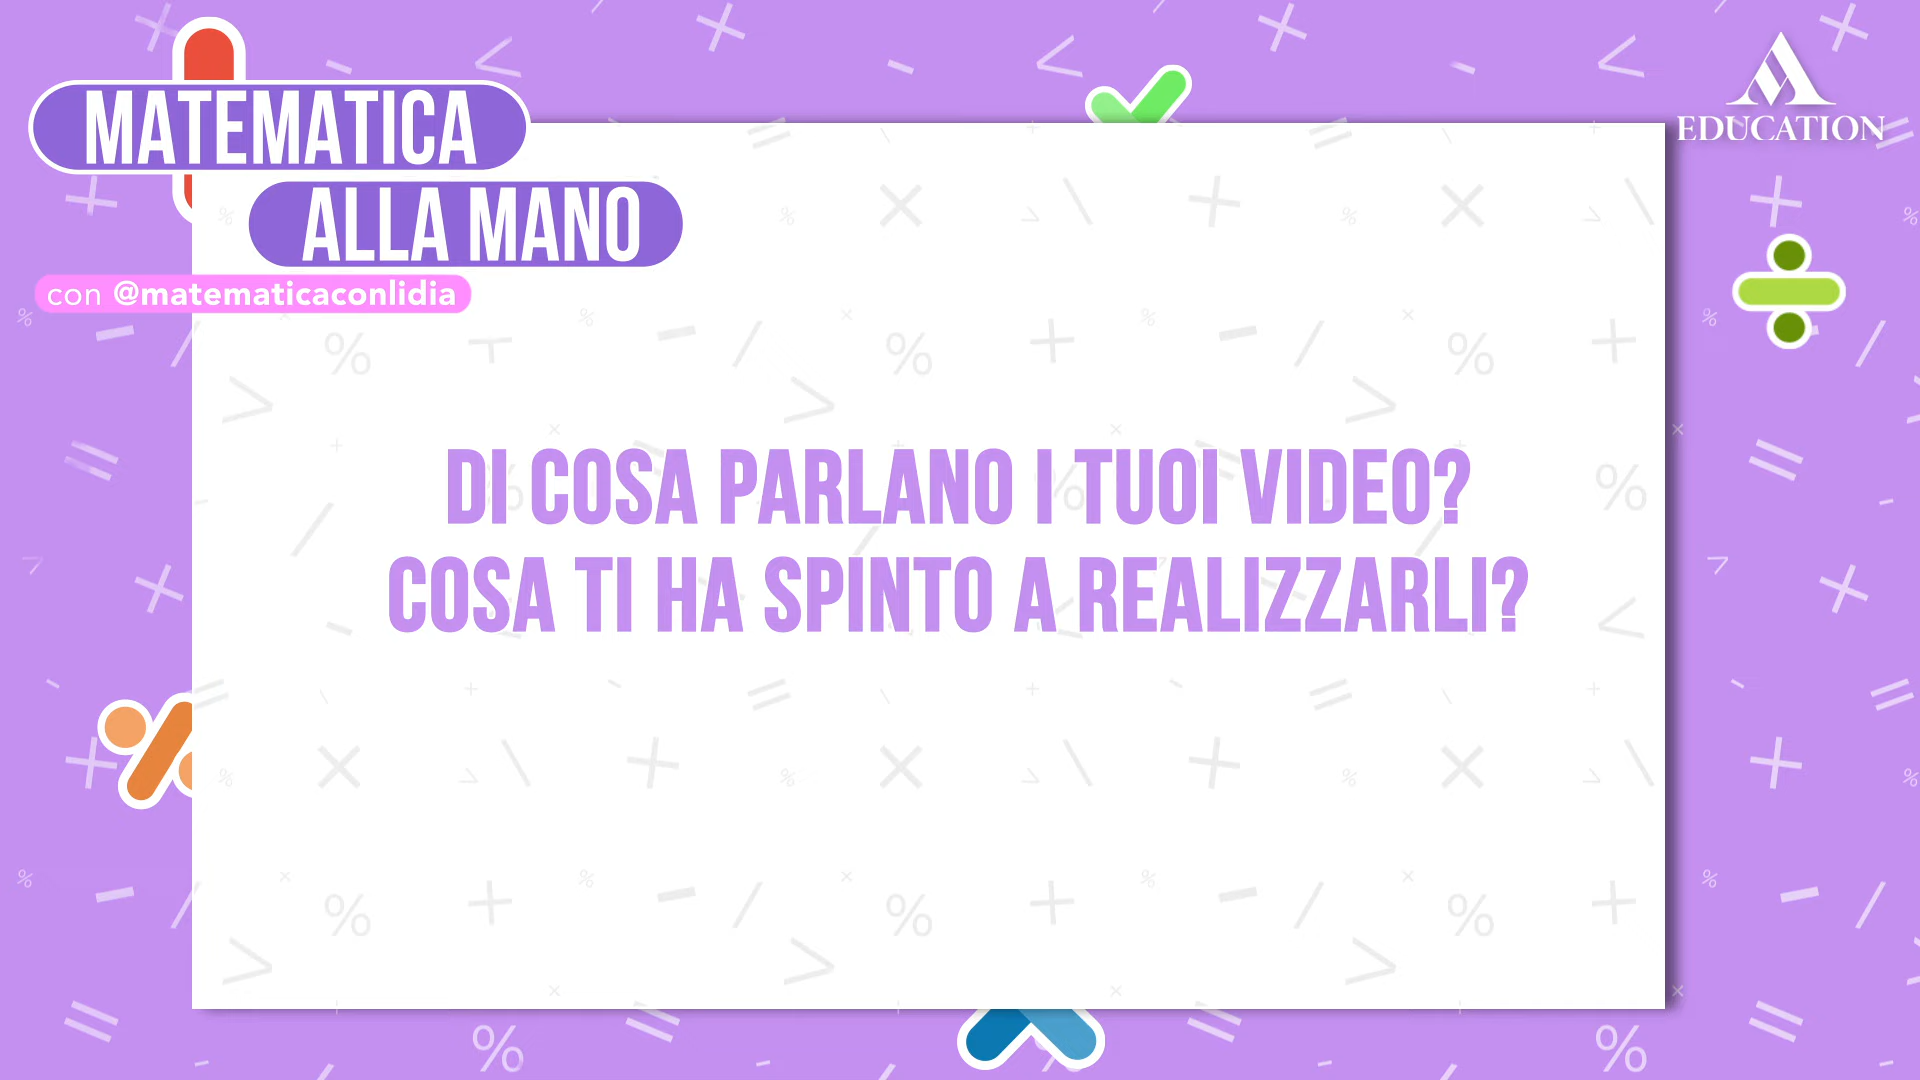 MATEMATICA
ALLA MANO
con @matematicaconlidia
EDUCATION
DI COSA PARLANO I TUOI VIDEO?
COSA TI HA SPINTO A REALIZZARLI?